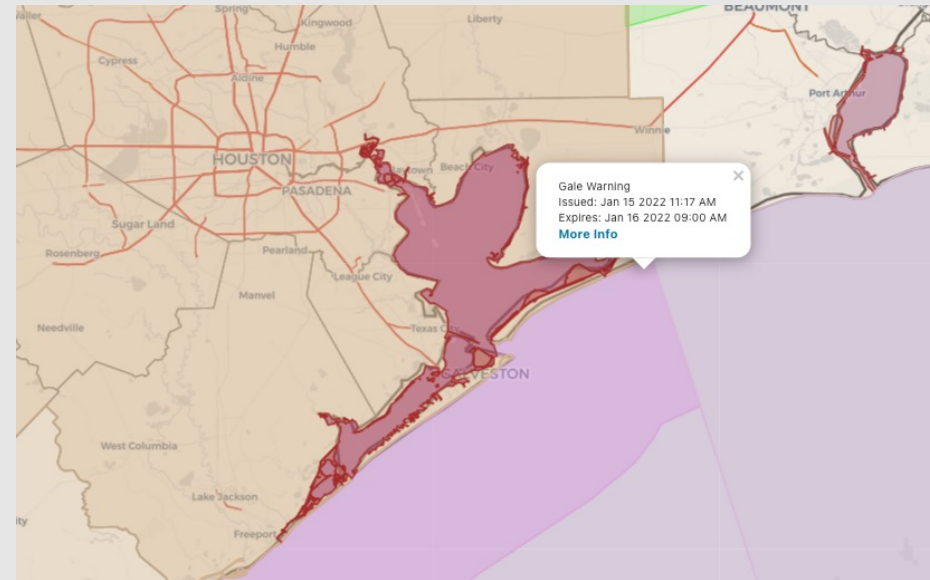 Spring
Kingwood
Liberty
BEAUMONT
Humble
Cypress
Aldine
Port Arthur
Winnie
HOUSTON
Baytown
Beach City
PASADENA
×
Gale Warning
Issued: Jan 15 2022 11:17 AM
Expires: Jan 16 2022 09:00 AM
More Info
Sugar Land
Rosenberg
Pearland
League City
Manvel
Needville
Texas City
GALVESTON
West Columbia
Lake Jackson
ity
Freeport